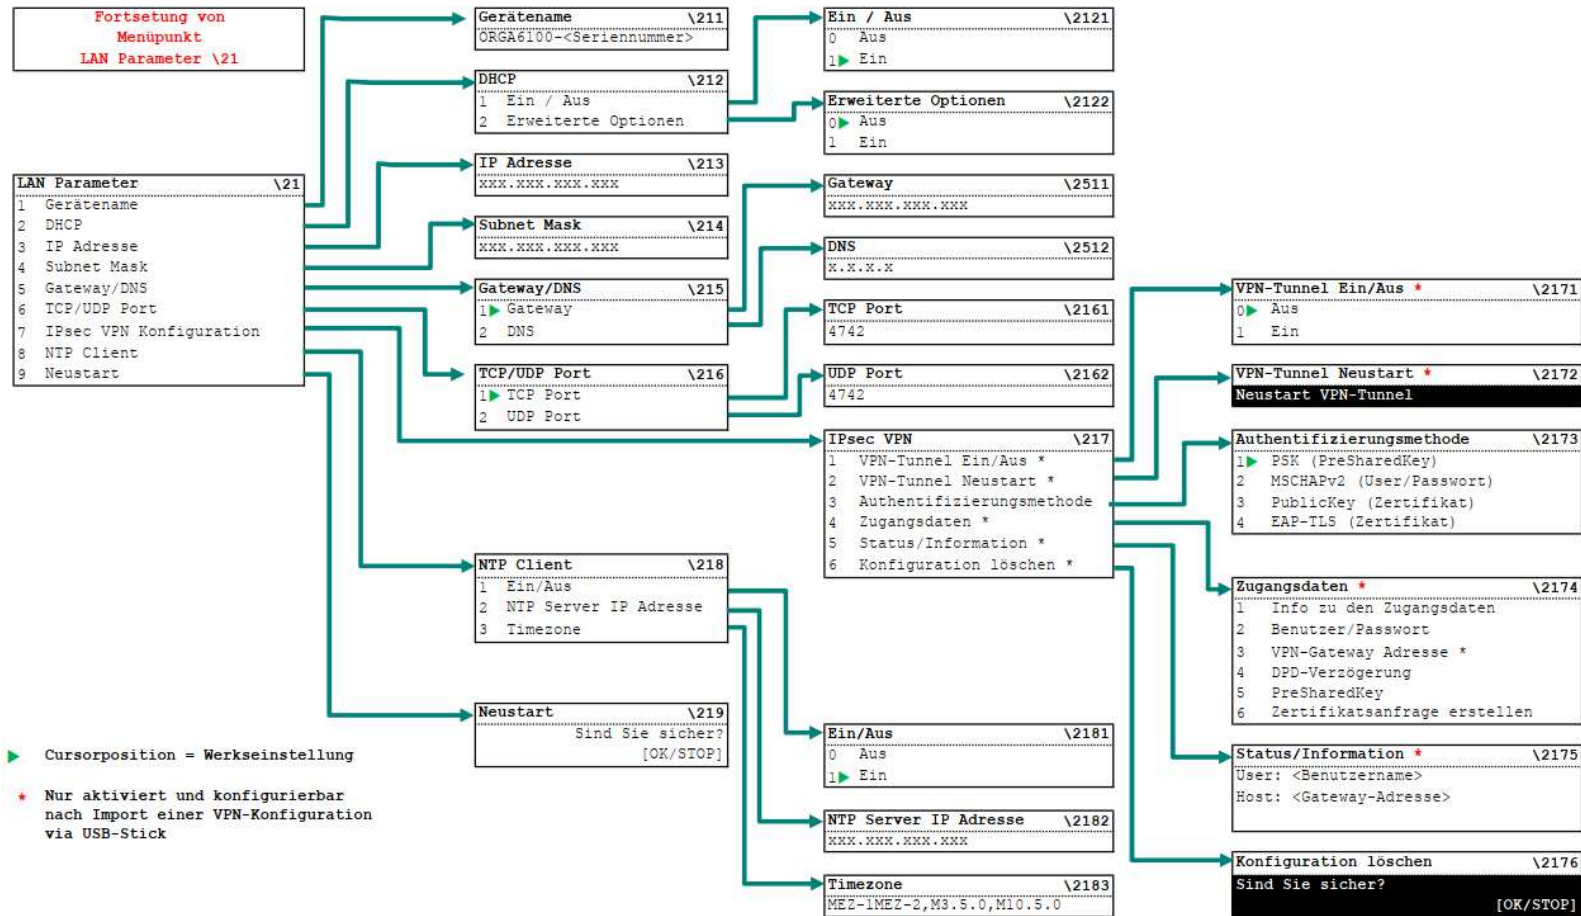 Fortsetung von
Menüpunkt
LAN Parameter \21
LAN Parameter \21
1 Gerätename
2 DHCP
3 IP Adresse
4 Subnet Mask
5 Gateway/DNS
6 TCP/UDP Port
7 IPsec VPN Konfiguration
8 NTP Client
9 Neustart
Gerätename \211
ORGA6100-<Seriennummer>
DHCP \212
1 Ein / Aus
2 Erweiterte Optionen
IP Adresse \213
xxx.xxx.xxx.xxx
Subnet Mask \214
xxx.xxx.xxx.xxx
Gateway/DNS \215
1▶ Gateway
2 DNS
TCP/UDP Port \216
1▶ TCP Port
2 UDP Port
NTP Client \218
1 Ein/Aus
2 NTP Server IP Adresse
3 Timezone
Neustart \219
Sind Sie sicher?
[OK/STOP]
Ein / Aus \2121
0 Aus
1▶ Ein
Erweiterte Optionen \2122
0▶ Aus
1 Ein
Gateway \2511
xxx.xxx.xxx.xxx
DNS \2512
x.x.x.x
TCP Port \2161
4742
UDP Port \2162
4742
IPsec VPN \217
1 VPN-Tunnel Ein/Aus *
2 VPN-Tunnel Neustart *
3 Authentifizierungsmethode
4 Zugangsdaten *
5 Status/Information *
6 Konfiguration löschen *
Ein/Aus \2181
0 Aus
1▶ Ein
NTP Server IP Adresse \2182
xxx.xxx.xxx.xxx
Timezone \2183
MEZ-1MEZ-2,M3.5.0,M10.5.0
VPN-Tunnel Ein/Aus * \2171
0▶ Aus
1 Ein
VPN-Tunnel Neustart * \2172
Neustart VPN-Tunnel
Authentifizierungsmethode \2173
1▶ PSK (PreSharedKey)
2 MSCHAPv2 (User/Passwort)
3 PublicKey (Zertifikat)
4 EAP-TLS (Zertifikat)
Zugangsdaten * \2174
1 Info zu den Zugangsdaten
2 Benutzer/Passwort
3 VPN-Gateway Adresse *
4 DPD-Verzögerung
5 PreSharedKey
6 Zertifikatsanfrage erstellen
Status/Information * \2175
User: <Benutzername>
Host: <Gateway-Adresse>
Konfiguration löschen \2176
Sind Sie sicher?
[OK/STOP]
▶ Cursorposition = Werkseinstellung
* Nur aktiviert und konfigurierbar
nach Import einer VPN-Konfiguration
via USB-Stick